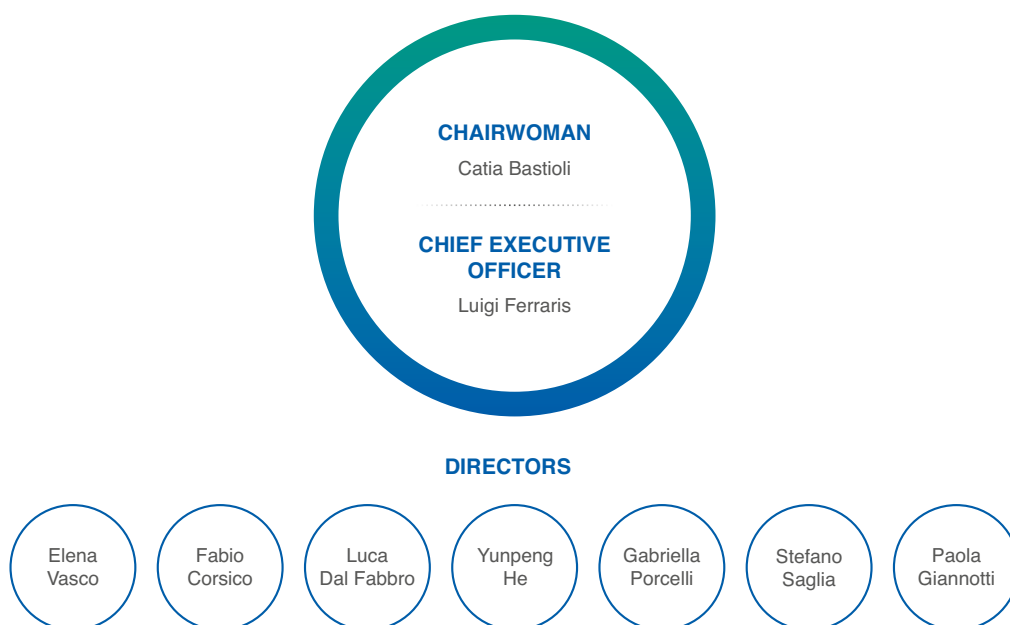 CHAIRWOMAN
Catia Bastioli
CHIEF EXECUTIVE
OFFICER
Luigi Ferraris
DIRECTORS
Elena
Vasco
Fabio
Corsico
Luca
Dal Fabbro
Yunpeng
He
Gabriella
Porcelli
Stefano
Saglia
Paola
Giannotti